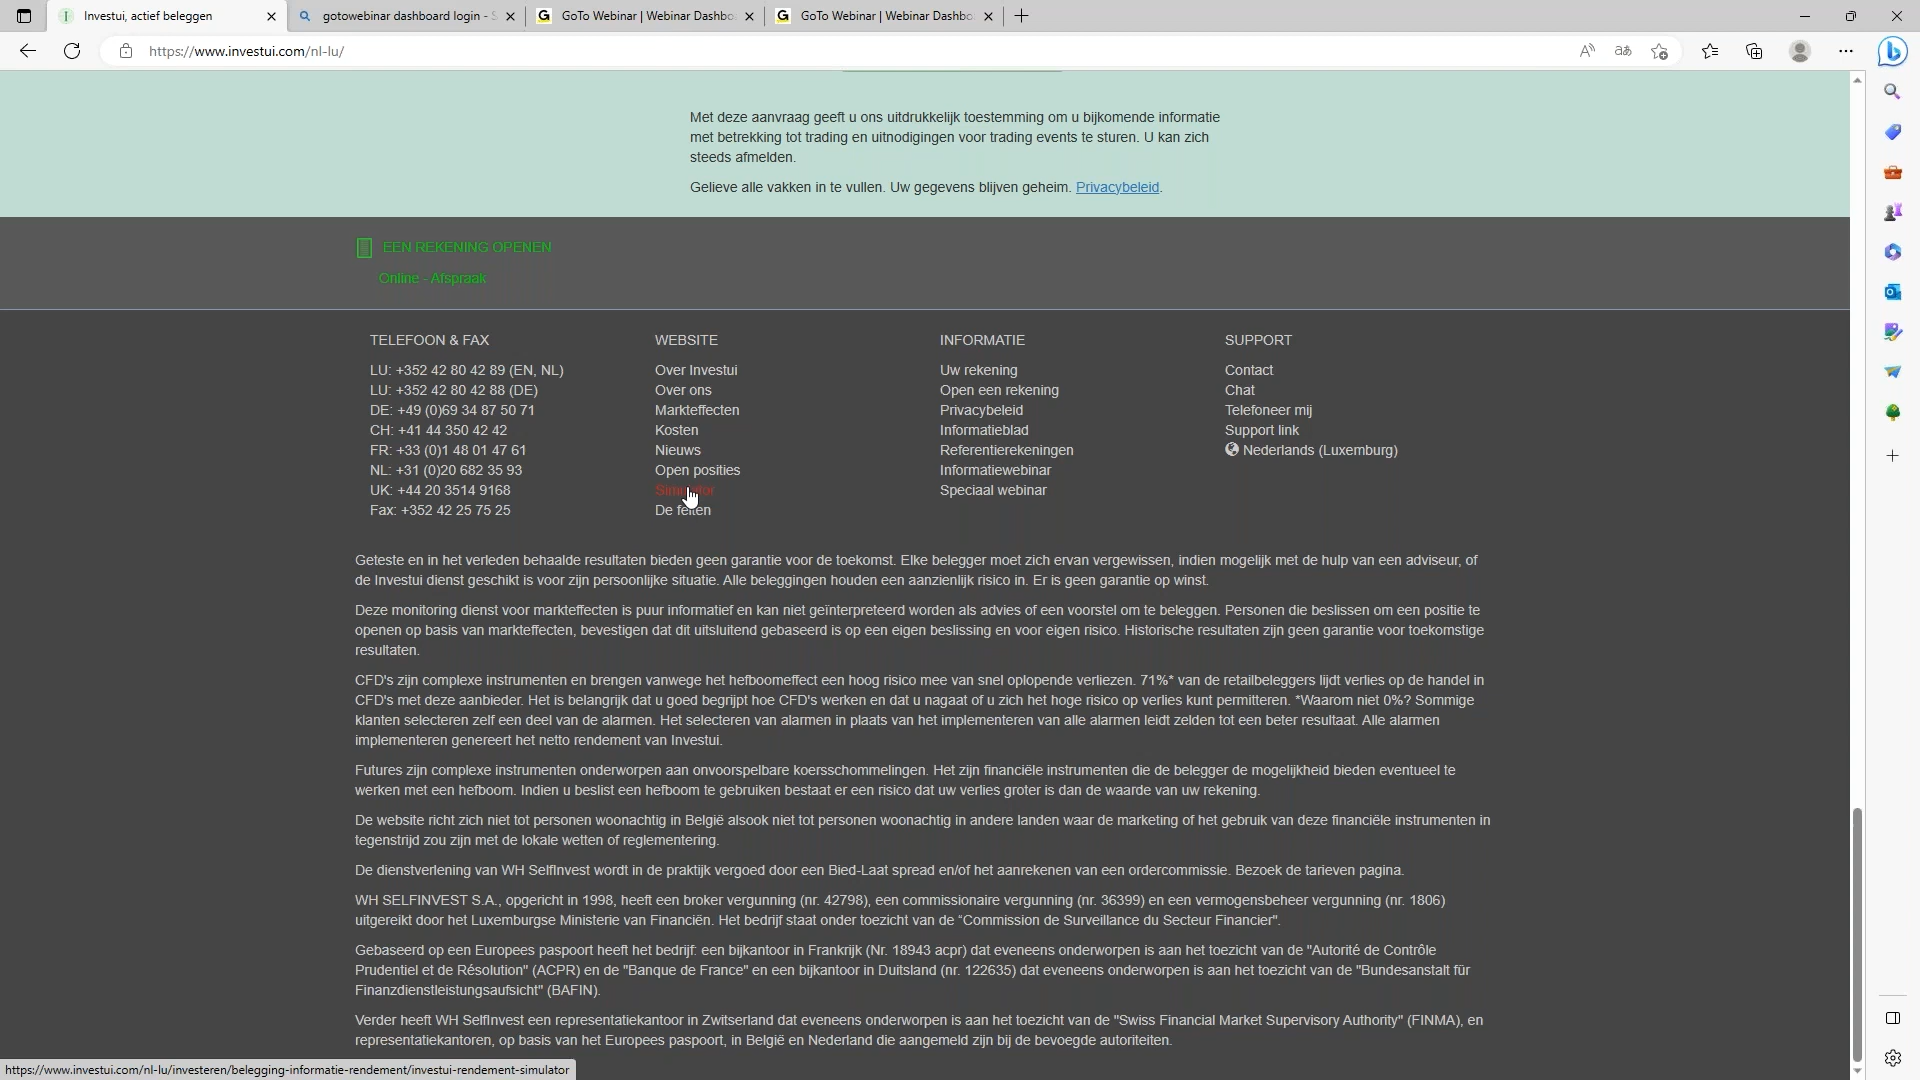 Investui, actief beleggen
gotowebinar dashboard login - S
GoTo Webinar | Webinar Dashbo
GoTo Webinar | Webinar Dashbo
https://www.investui.com/nl-lu/
Met deze aanvraag geeft u ons uitdrukkelijk toestemming om u bijkomende informatie
met betrekking tot trading en uitnodigingen voor trading events te sturen. U kan zich
steeds afmelden.
Gelieve alle vakken in te vullen. Uw gegevens blijven geheim. Privacybeleid.
EEN REKENING OPENEN
Online - Afspraak
TELEFOON & FAX
LU: +352 42 80 42 89 (EN, NL)
LU: +352 42 80 42 88 (DE)
DE: +49 (0)69 34 87 50 71
CH: +41 44 350 42 42
FR: +33 (0)1 48 01 47 61
NL: +31 (0)20 682 35 93
UK: +44 20 3514 9168
Fax: +352 42 25 75 25
WEBSITE
Over Investui
Over ons
Markteffecten
Kosten
Nieuws
Open posities
Simulator
De feiten
INFORMATIE
Uw rekening
Open een rekening
Privacybeleid
Informatieblad
Referentierekeningen
Informatiewebinar
Speciaal webinar
SUPPORT
Contact
Chat
Telefoneer mij
Support link
Nederlands (Luxemburg)
Geteste en in het verleden behaalde resultaten bieden geen garantie voor de toekomst. Elke belegger moet zich ervan vergewissen, indien mogelijk met de hulp van een adviseur, of
de Investui dienst geschikt is voor zijn persoonlijke situatie. Alle beleggingen houden een aanzienlijk risico in. Er is geen garantie op winst.
Deze monitoring dienst voor markteffecten is puur informatief en kan niet geïnterpreteerd worden als advies of een voorstel om te beleggen. Personen die beslissen om een positie te
openen op basis van markteffecten, bevestigen dat dit uitsluitend gebaseerd is op een eigen beslissing en voor eigen risico. Historische resultaten zijn geen garantie voor toekomstige
resultaten.
CFD's zijn complexe instrumenten en brengen vanwege het hefboomeffect een hoog risico mee van snel oplopende verliezen. 71%* van de retailbeleggers lijdt verlies op de handel in
CFD's met deze aanbieder. Het is belangrijk dat u goed begrijpt hoe CFD's werken en dat u nagaat of u zich het hoge risico op verlies kunt permitteren. *Waarom niet 0%? Sommige
klanten selecteren zelf een deel van de alarmen. Het selecteren van alarmen in plaats van het implementeren van alle alarmen leidt zelden tot een beter resultaat. Alle alarmen
implementeren genereert het netto rendement van Investui.
Futures zijn complexe instrumenten onderworpen aan onvoorspelbare koersschommelingen. Het zijn financiële instrumenten die de belegger de mogelijkheid bieden eventueel te
werken met een hefboom. Indien u beslist een hefboom te gebruiken bestaat er een risico dat uw verlies groter is dan de waarde van uw rekening.
De website richt zich niet tot personen woonachtig in België alsook niet tot personen woonachtig in andere landen waar de marketing of het gebruik van deze financiële instrumenten in
tegenstrijd zou zijn met de lokale wetten of reglementering.
De dienstverlening van WH SelfInvest wordt in de praktijk vergoed door een Bied-Laat spread en/of het aanrekenen van een ordercommissie. Bezoek de tarieven pagina.
WH SELFINVEST S.A., opgericht in 1998, heeft een broker vergunning (nr. 42798), een commissionaire vergunning (nr. 36399) en een vermogensbeheer vergunning (nr. 1806)
uitgereikt door het Luxemburgse Ministerie van Financiën. Het bedrijf staat onder toezicht van de “Commission de Surveillance du Secteur Financier".
Gebaseerd op een Europees paspoort heeft het bedrijf: een bijkantoor in Frankrijk (Nr. 18943 acpr) dat eveneens onderworpen is aan het toezicht van de "Autorité de Contrôle
Prudentiel et de Résolution" (ACPR) en de "Banque de France" en een bijkantoor in Duitsland (nr. 122635) dat eveneens onderworpen is aan het toezicht van de "Bundesanstalt für
Finanzdienstleistungsaufsicht" (BAFIN).
Verder heeft WH SelfInvest een representatiekantoor in Zwitserland dat eveneens onderworpen is aan het toezicht van de "Swiss Financial Market Supervisory Authority" (FINMA), en
representatiekantoren, op basis van het Europees paspoort, in België en Nederland die aangemeld zijn bij de bevoegde autoriteiten.
https://www.investui.com/nl-lu/investeren/belegging-informatie-rendement/investui-rendement-simulator